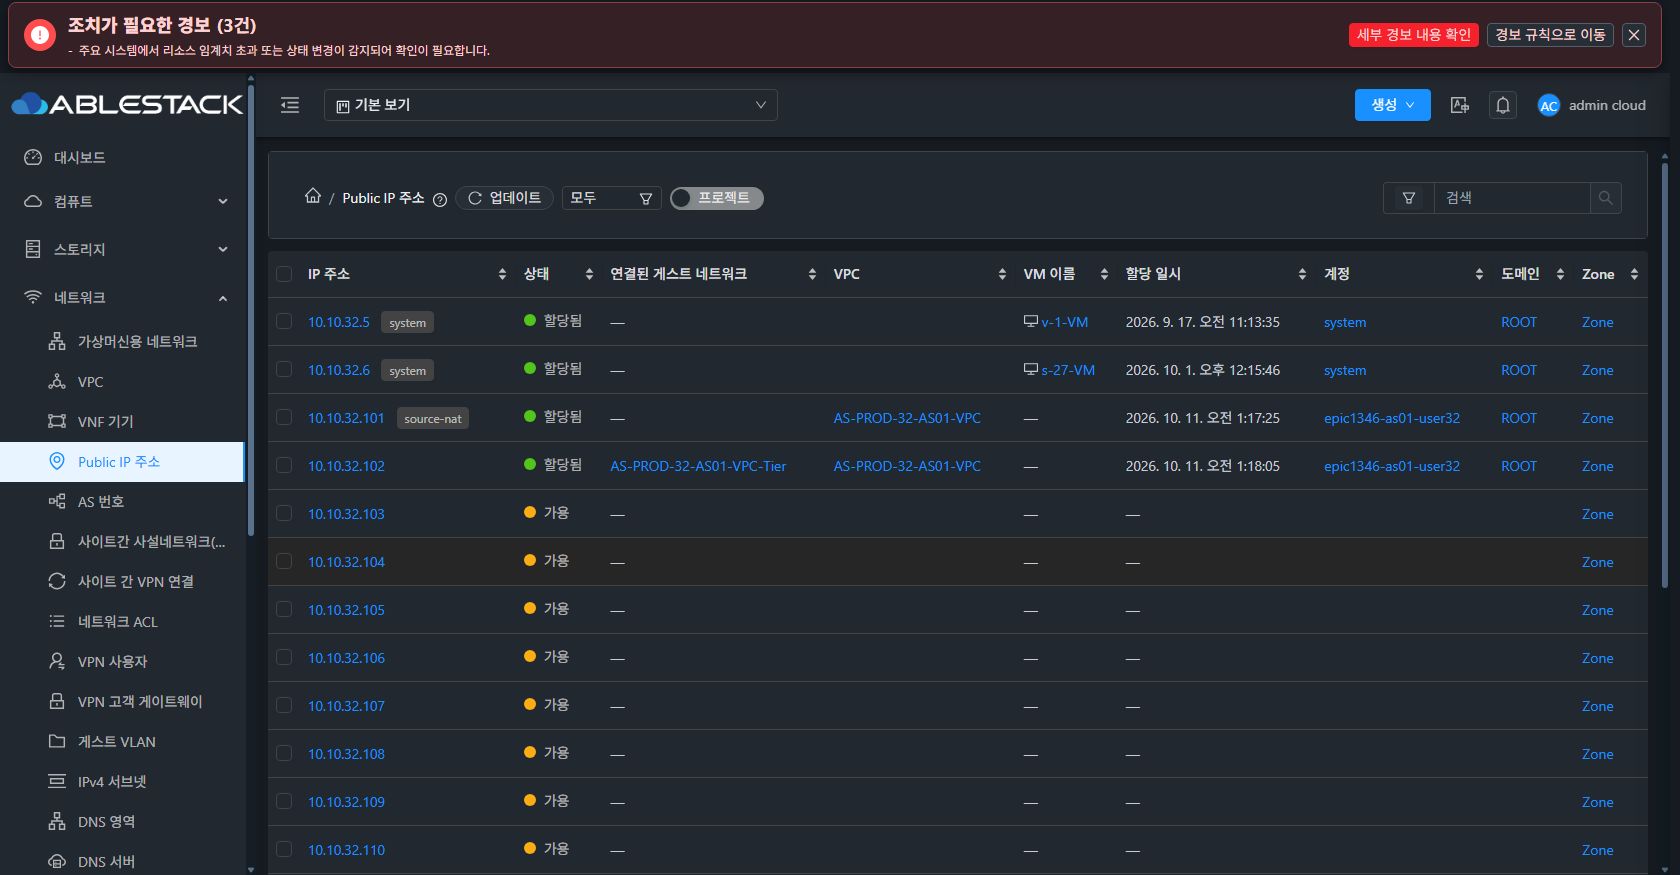 조치가 필요한 경보 (3건)
- 주요 시스템에서 리소스 임계치 초과 또는 상태 변경이 감지되어 확인이 필요합니다.
세부 경보 내용 확인 경보 규칙으로 이동
ABLESTACK
기본 보기
생성
AC admin cloud
대시보드
컴퓨트
스토리지
네트워크
가상머신용 네트워크
VPC
VNF 기기
Public IP 주소
AS 번호
사이트간 사설네트워크(...
사이트 간 VPN 연결
네트워크 ACL
VPN 사용자
VPN 고객 게이트웨이
게스트 VLAN
IPv4 서브넷
DNS 영역
DNS 서버
/ Public IP 주소 업데이트 모두 프로젝트 검색
IP 주소 상태 연결된 게스트 네트워크 VPC VM 이름 할당 일시 계정 도메인 Zone
10.10.32.5 system 할당됨 — v-1-VM 2026. 9. 17. 오전 11:13:35 system ROOT Zone
10.10.32.6 system 할당됨 — s-27-VM 2026. 10. 1. 오후 12:15:46 system ROOT Zone
10.10.32.101 source-nat 할당됨 — AS-PROD-32-AS01-VPC — 2026. 10. 11. 오전 1:17:25 epic1346-as01-user32 ROOT Zone
10.10.32.102 할당됨 AS-PROD-32-AS01-VPC-Tier AS-PROD-32-AS01-VPC — 2026. 10. 11. 오전 1:18:05 epic1346-as01-user32 ROOT Zone
10.10.32.103 가용 — — — Zone
10.10.32.104 가용 — — — Zone
10.10.32.105 가용 — — — Zone
10.10.32.106 가용 — — — Zone
10.10.32.107 가용 — — — Zone
10.10.32.108 가용 — — — Zone
10.10.32.109 가용 — — — Zone
10.10.32.110 가용 — — — Zone